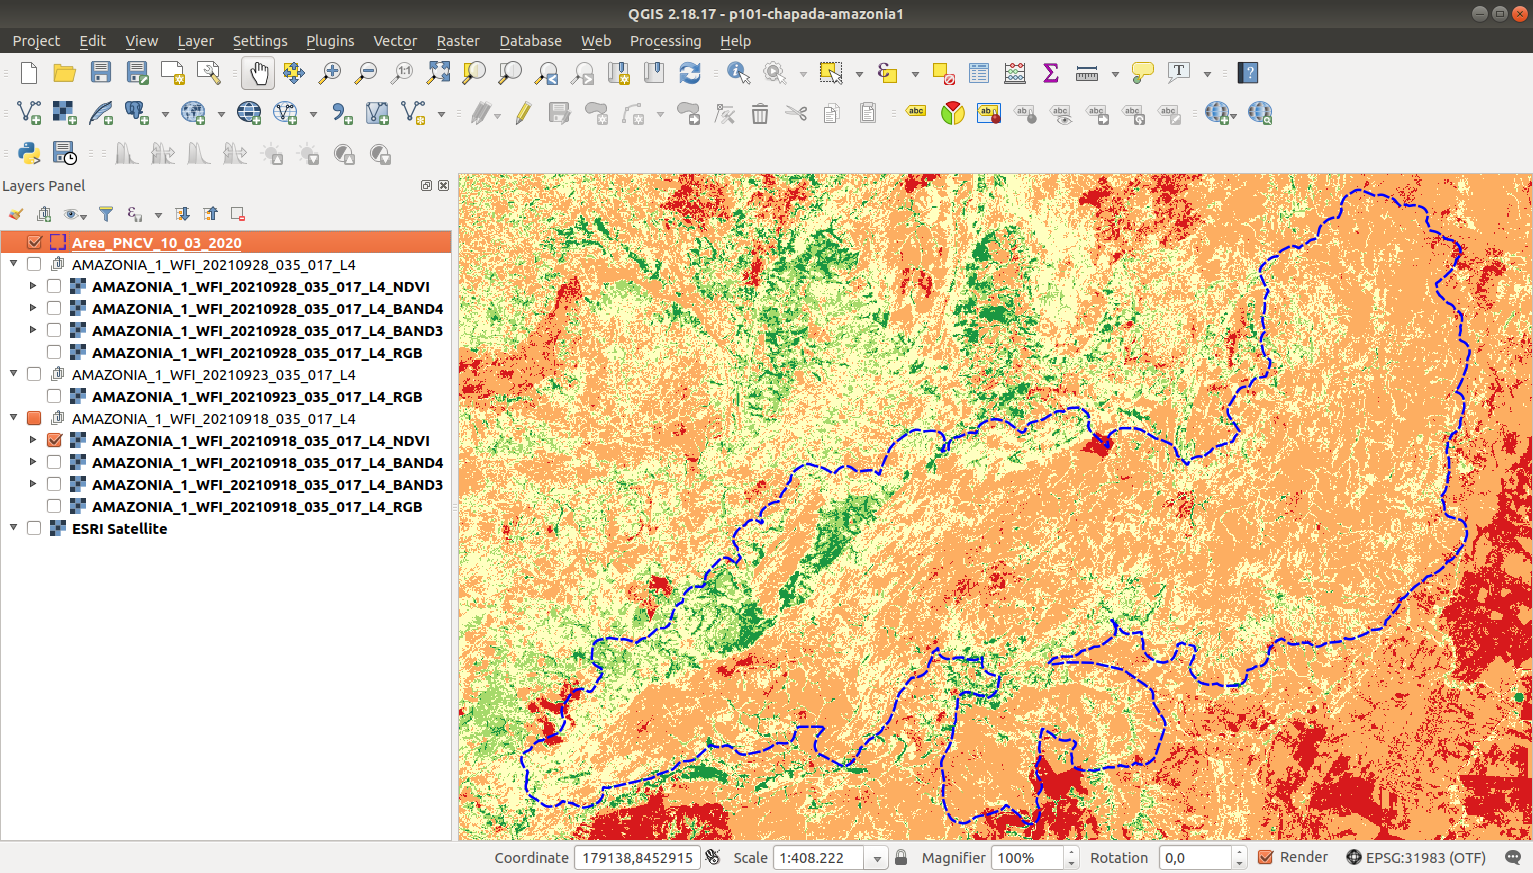 QGIS 2.18.17 - p101-chapada-amazonia1
Project Edit View Layer Settings Plugins Vector Raster Database Web Processing Help
Layers Panel
Area_PNCV_10_03_2020
AMAZONIA_1_WFI_20210928_035_017_L4
AMAZONIA_1_WFI_20210928_035_017_L4_NDVI
AMAZONIA_1_WFI_20210928_035_017_L4_BAND4
AMAZONIA_1_WFI_20210928_035_017_L4_BAND3
AMAZONIA_1_WFI_20210928_035_017_L4_RGB
AMAZONIA_1_WFI_20210923_035_017_L4
AMAZONIA_1_WFI_20210923_035_017_L4_RGB
AMAZONIA_1_WFI_20210918_035_017_L4
AMAZONIA_1_WFI_20210918_035_017_L4_NDVI
AMAZONIA_1_WFI_20210918_035_017_L4_BAND4
AMAZONIA_1_WFI_20210918_035_017_L4_BAND3
AMAZONIA_1_WFI_20210918_035_017_L4_RGB
ESRI Satellite
Coordinate 179138,8452915 Scale 1:408.222 Magnifier 100% Rotation 0,0 Render EPSG:31983 (OTF)